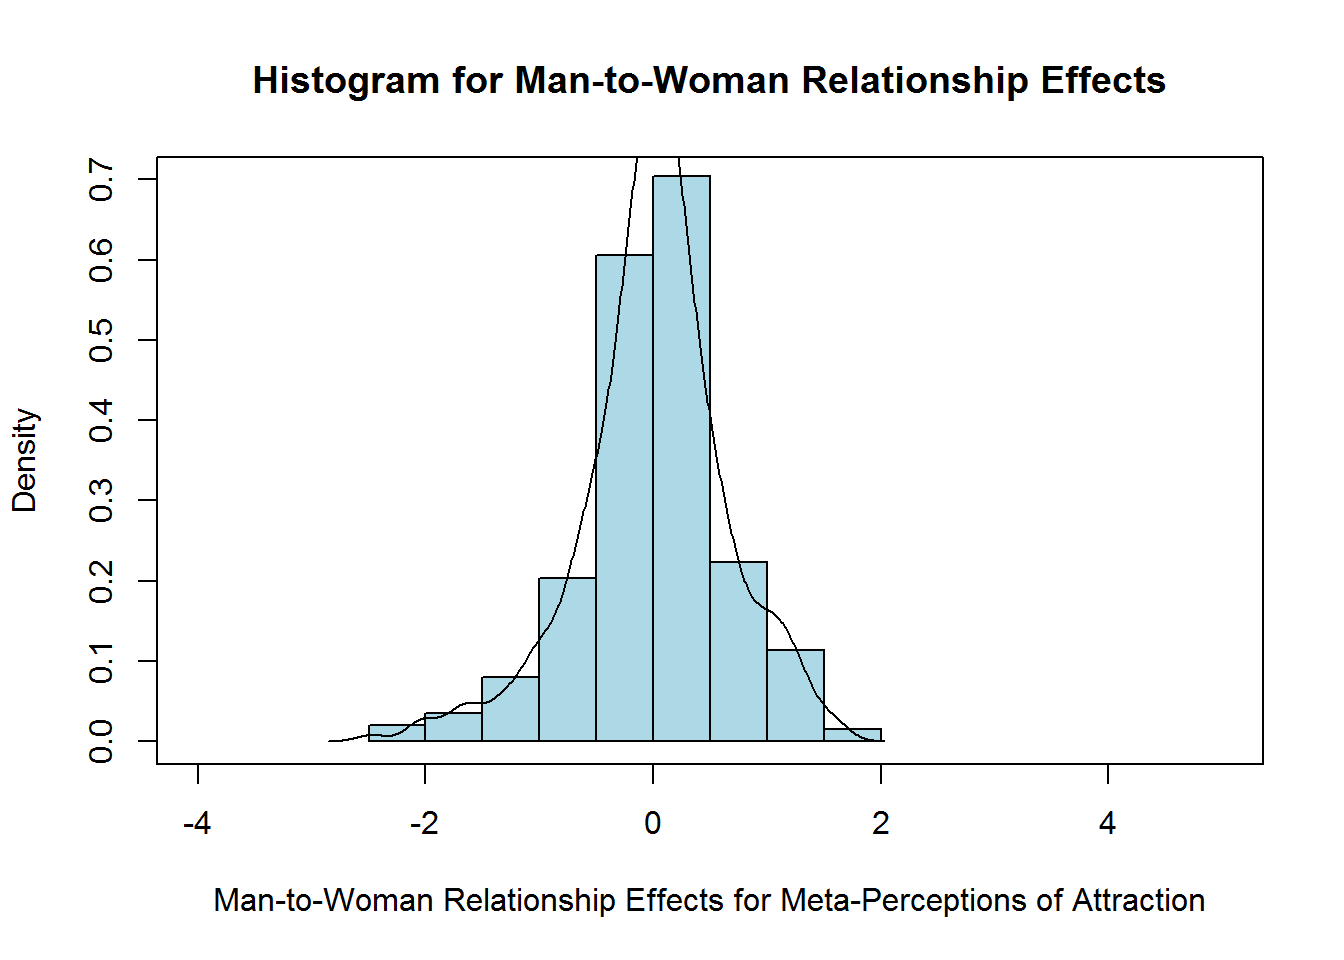 Histogram for Man-to-Woman Relationship Effects
0.7
0.6
0.5
0.4
0.3
0.2
0.1
0.0
Density
-4 -2 0 2 4
Man-to-Woman Relationship Effects for Meta-Perceptions of Attraction